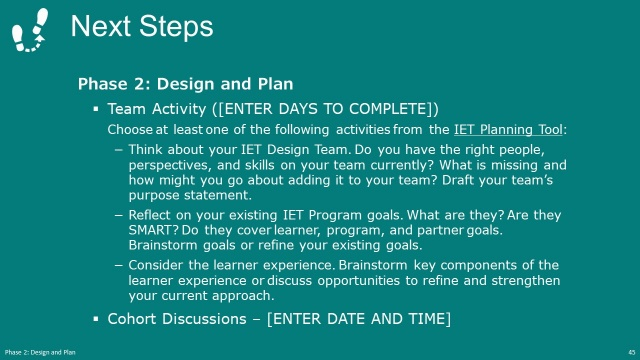 Next Steps
Phase 2: Design and Plan
▪ Team Activity ([ENTER DAYS TO COMPLETE])
Choose at least one of the following activities from the IET Planning Tool:
− Think about your IET Design Team. Do you have the right people,
perspectives, and skills on your team currently? What is missing and
how might you go about adding it to your team? Draft your team’s
purpose statement.
− Reflect on your existing IET Program goals. What are they? Are they
SMART? Do they cover learner, program, and partner goals.
Brainstorm goals or refine your existing goals.
− Consider the learner experience. Brainstorm key components of the
learner experience or discuss opportunities to refine and strengthen
your current approach.
▪ Cohort Discussions – [ENTER DATE AND TIME]
Phase 2: Design and Plan
45